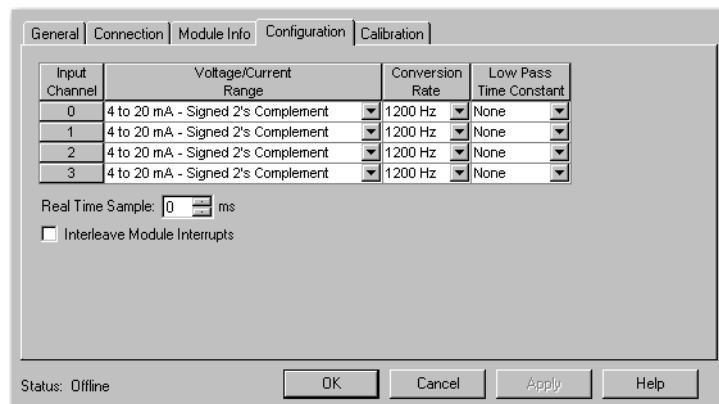 General Connection Module Info Configuration Calibration
Input Channel Voltage/Current Range Conversion Rate Low Pass Time Constant
0 4 to 20 mA - Signed 2's Complement 1200 Hz None
1 4 to 20 mA - Signed 2's Complement 1200 Hz None
2 4 to 20 mA - Signed 2's Complement 1200 Hz None
3 4 to 20 mA - Signed 2's Complement 1200 Hz None
Real Time Sample: 0 ms
Interleave Module Interrupts
Status: Offline OK Cancel Apply Help